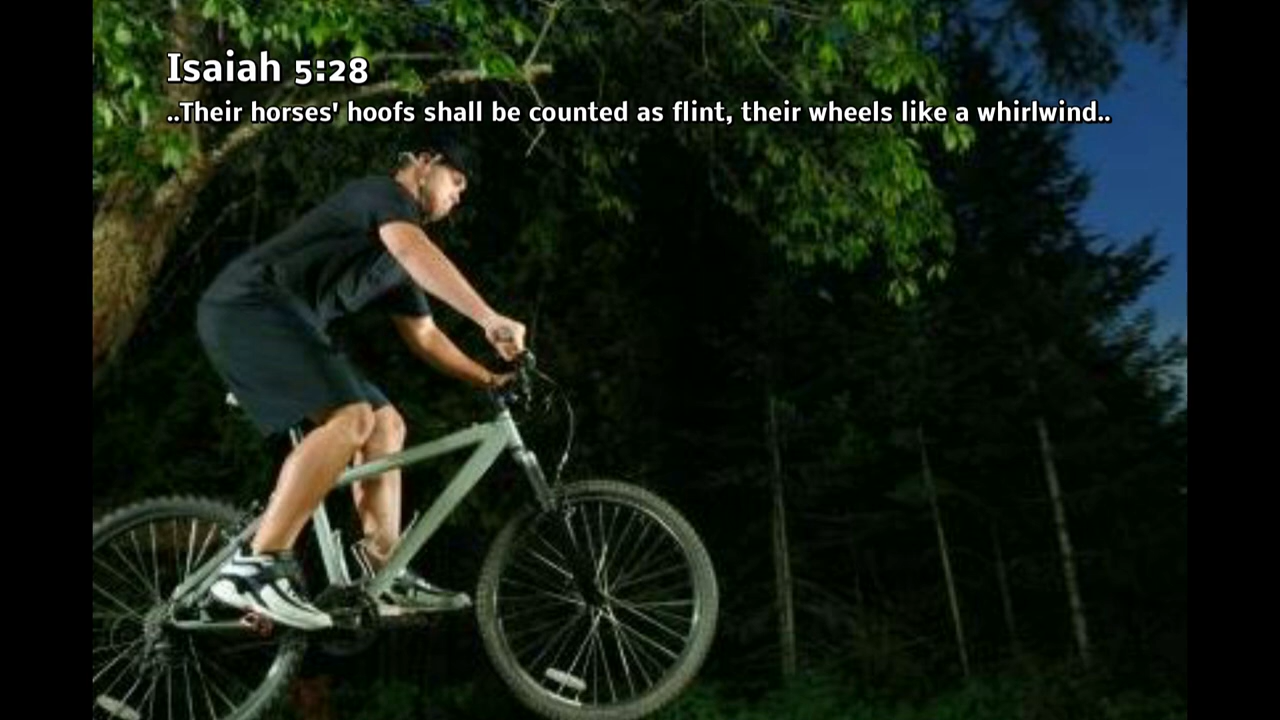 Isaiah 5:28
..Their horses' hoofs shall be counted as flint, their wheels like a whirlwind..